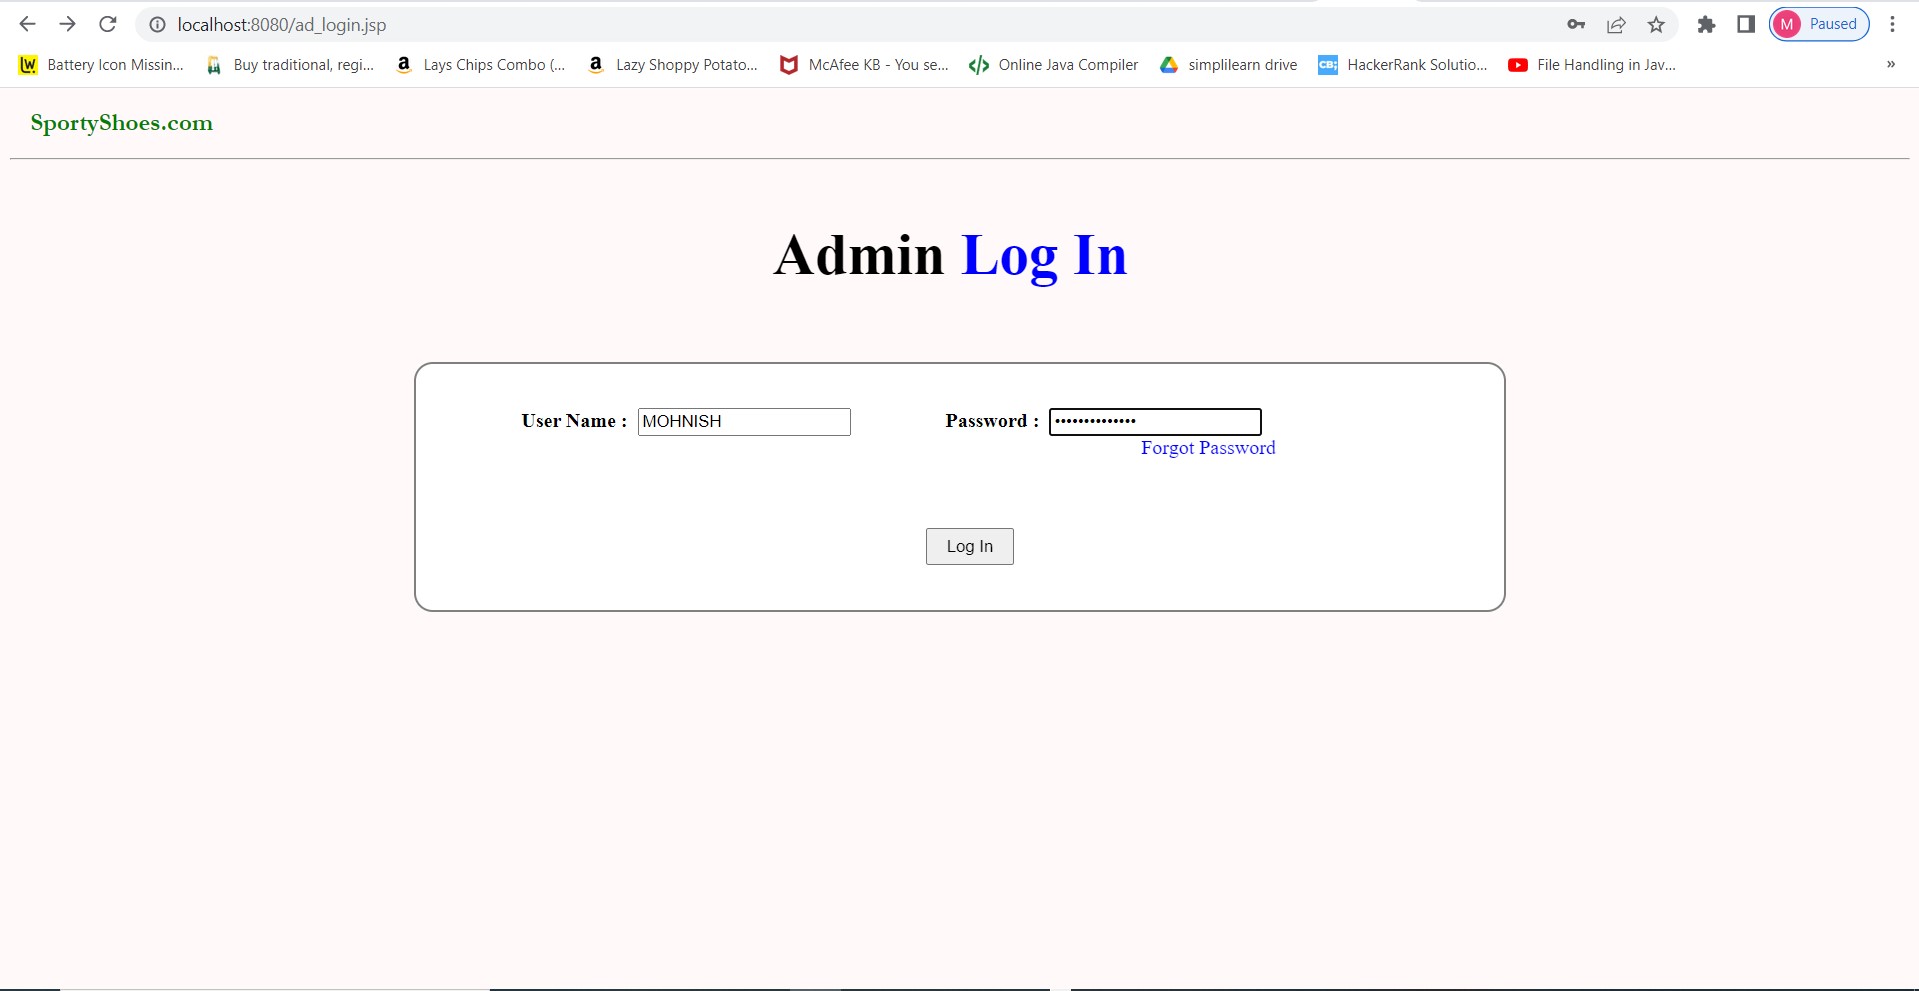 localhost:8080/ad_login.jsp
M Paused
Battery Icon Missin... Buy traditional, regi... Lays Chips Combo (... Lazy Shoppy Potato... McAfee KB - You se... Online Java Compiler simplilearn drive HackerRank Solutio... File Handling in Jav... »
SportyShoes.com
Admin Log In
User Name : MOHNISH Password : ••••••••••••••
Forgot Password
Log In